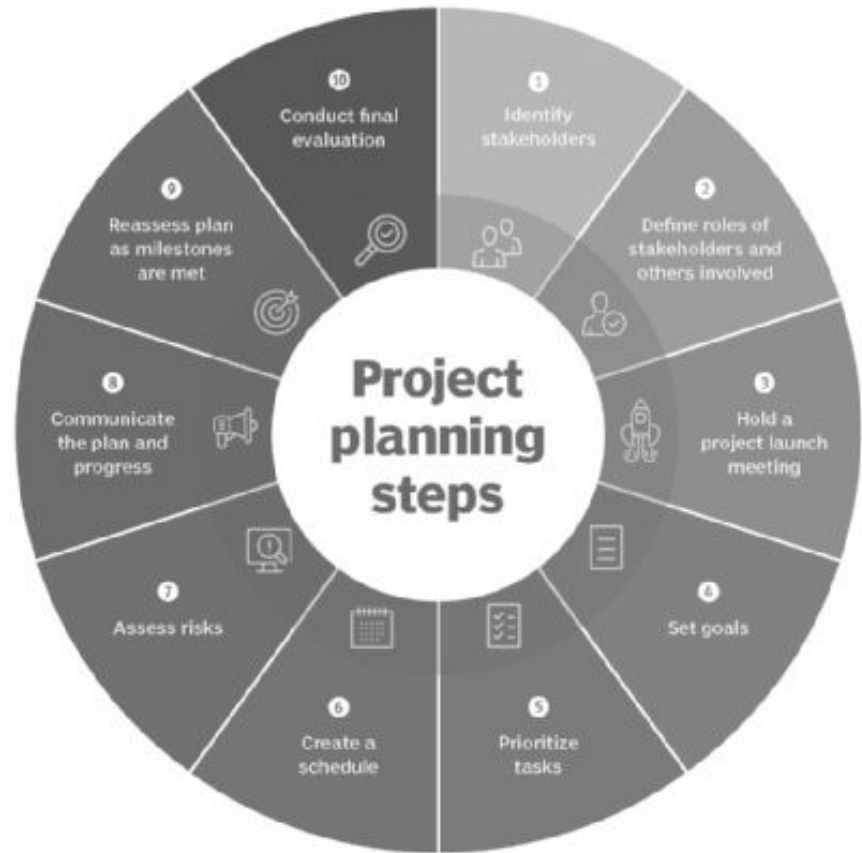 Project
planning
steps
1
Identify
stakeholders
2
Define roles of
stakeholders and
others involved
3
Hold a
project launch
meeting
4
Set goals
5
Prioritize
tasks
6
Create a
schedule
7
Assess risks
8
Communicate
the plan and
progress
9
Reassess plan
as milestones
are met
10
Conduct final
evaluation